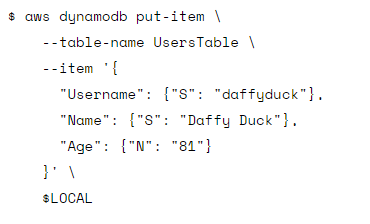 $ aws dynamodb put-item \
    --table-name UsersTable \
    --item '{
      "Username": {"S": "daffyduck"},
      "Name": {"S": "Daffy Duck"},
      "Age": {"N": "81"}
    }' \
    $LOCAL